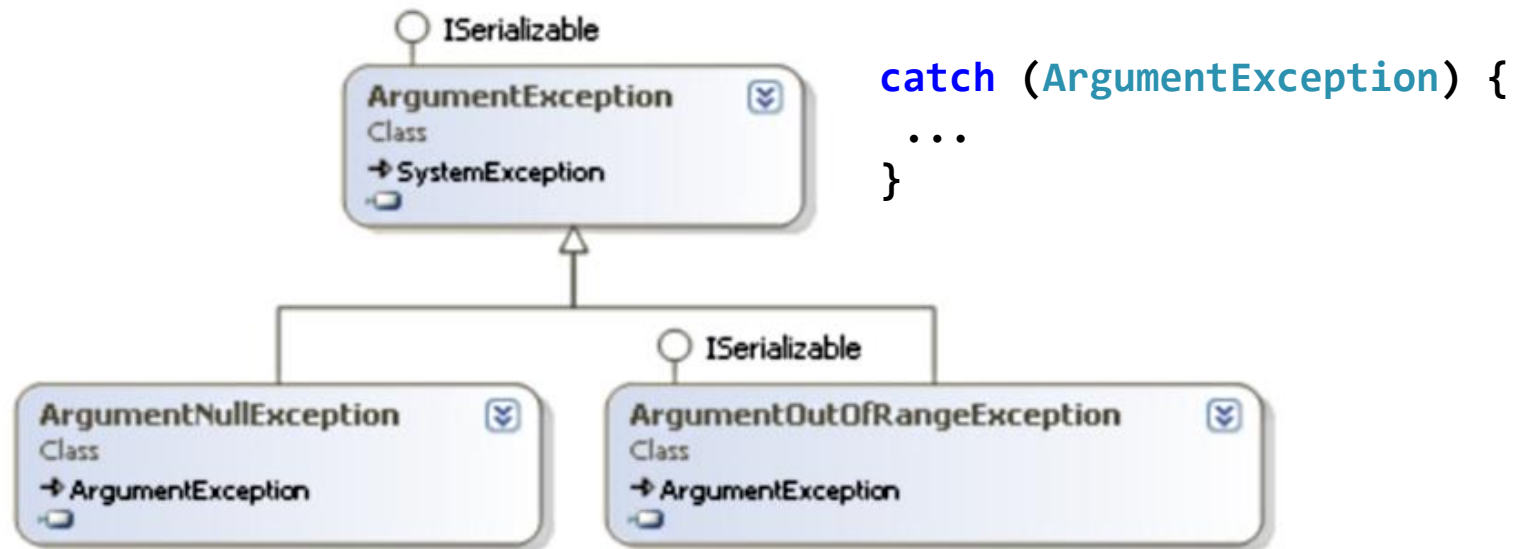 ISerializable
ArgumentException
Class
SystemException
catch (ArgumentException) {
...
}
ISerializable
ArgumentNullException
Class
ArgumentException
ArgumentOutOfRangeException
Class
ArgumentException